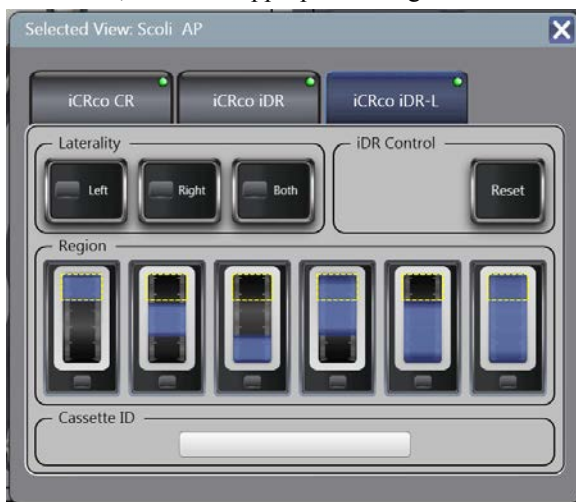 Selected View: Scoli AP
iCRco CR iCRco iDR iCRco iDR-L
Laterality iDR Control
Left Right Both Reset
Region
Cassette ID